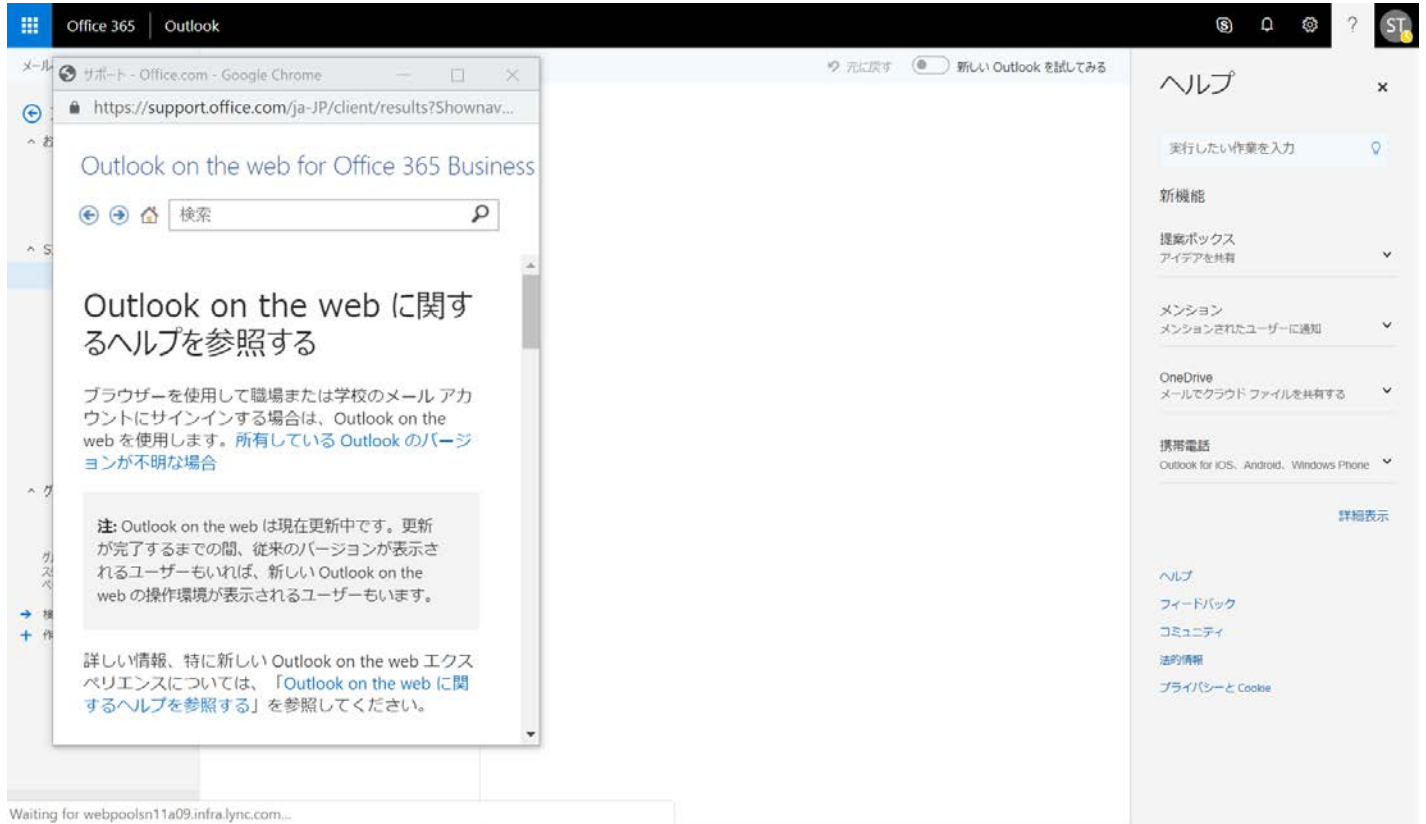 Office 365
Outlook
ST
メール
サポート - Office.com - Google Chrome
https://support.office.com/ja-JP/client/results?Shownav...
元に戻す
新しい Outlook を試してみる
Outlook on the web for Office 365 Business
検索
Outlook on the web に関す
るヘルプを参照する
ブラウザーを使用して職場または学校のメール アカ
ウントにサインインする場合は、Outlook on the
web を使用します。所有している Outlook のバージ
ョンが不明な場合
注: Outlook on the web は現在更新中です。更新
が完了するまでの間、従来のバージョンが表示さ
れるユーザーもいれば、新しい Outlook on the
web の操作環境が表示されるユーザーもいます。
詳しい情報、特に新しい Outlook on the web エクス
ペリエンスについては、「Outlook on the web に関
するヘルプを参照する」を参照してください。
ヘルプ
実行したい作業を入力
新機能
提案ボックス
アイデアを共有
メンション
メンションされたユーザーに通知
OneDrive
メールでクラウド ファイルを共有する
携帯電話
Outlook for iOS、Android、Windows Phone
詳細表示
ヘルプ
フィードバック
コミュニティ
法的情報
プライバシーと Cookie
Waiting for webpoolsn11a09.infra.lync.com...